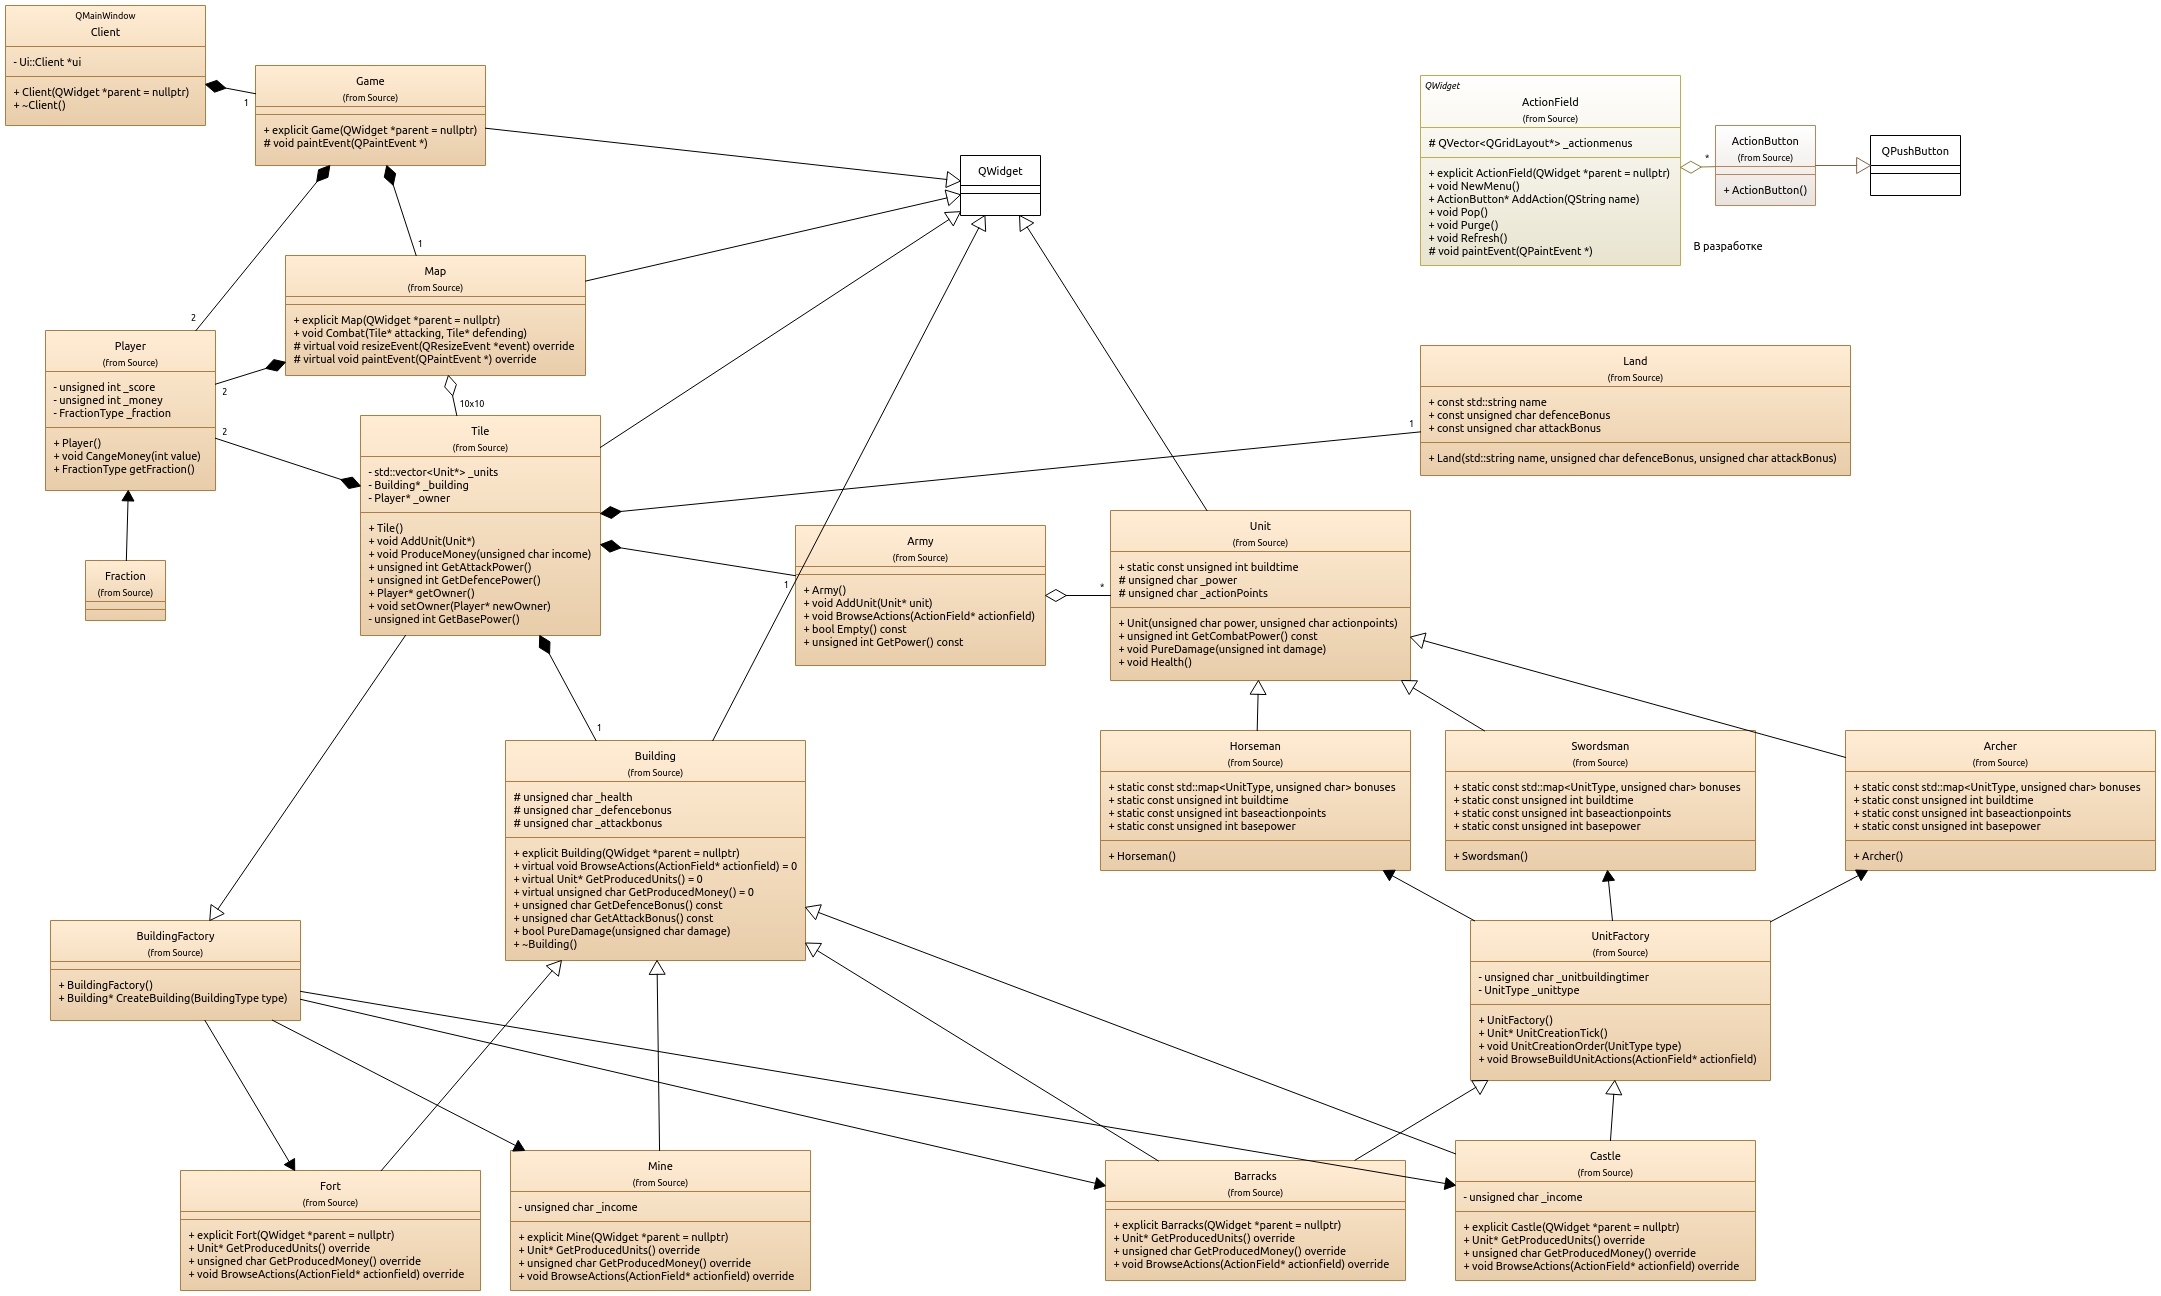 QMainWindow
Client
- Ui::Client *ui
+ Client(QWidget *parent = nullptr)
+ ~Client()
1
Game
(from Source)
+ explicit Game(QWidget *parent = nullptr)
# void paintEvent(QPaintEvent *)
QWidget
QWidget
ActionField
(from Source)
# QVector<QGridLayout*> _actionmenus
+ explicit ActionField(QWidget *parent = nullptr)
+ void NewMenu()
+ ActionButton* AddAction(QString name)
+ void Pop()
+ void Purge()
+ void Refresh()
# void paintEvent(QPaintEvent *)
*
ActionButton
(from Source)
+ ActionButton()
QPushButton
В разработке
1
Map
(from Source)
+ explicit Map(QWidget *parent = nullptr)
+ void Combat(Tile* attacking, Tile* defending)
# virtual void resizeEvent(QResizeEvent *event) override
# virtual void paintEvent(QPaintEvent *) override
2
Player
(from Source)
- unsigned int _score
- unsigned int _money
- FractionType _fraction
+ Player()
+ void CangeMoney(int value)
+ FractionType getFraction()
2
2
Fraction
(from Source)
10x10
Tile
(from Source)
- std::vector<Unit*> _units
- Building* _building
- Player* _owner
+ Tile()
+ void AddUnit(Unit*)
+ void ProduceMoney(unsigned char income)
+ unsigned int GetAttackPower()
+ unsigned int GetDefencePower()
+ Player* getOwner()
+ void setOwner(Player* newOwner)
- unsigned int GetBasePower()
1
Land
(from Source)
+ const std::string name
+ const unsigned char defenceBonus
+ const unsigned char attackBonus
+ Land(std::string name, unsigned char defenceBonus, unsigned char attackBonus)
1
Army
(from Source)
+ Army()
+ void AddUnit(Unit* unit)
+ void BrowseActions(ActionField* actionfield)
+ bool Empty() const
+ unsigned int GetPower() const
*
Unit
(from Source)
+ static const unsigned int buildtime
# unsigned char _power
# unsigned char _actionPoints
+ Unit(unsigned char power, unsigned char actionpoints)
+ unsigned int GetCombatPower() const
+ void PureDamage(unsigned int damage)
+ void Health()
1
Building
(from Source)
# unsigned char _health
# unsigned char _defencebonus
# unsigned char _attackbonus
+ explicit Building(QWidget *parent = nullptr)
+ virtual void BrowseActions(ActionField* actionfield) = 0
+ virtual Unit* GetProducedUnits() = 0
+ virtual unsigned char GetProducedMoney() = 0
+ unsigned char GetDefenceBonus() const
+ unsigned char GetAttackBonus() const
+ bool PureDamage(unsigned char damage)
+ ~Building()
Horseman
(from Source)
+ static const std::map<UnitType, unsigned char> bonuses
+ static const unsigned int buildtime
+ static const unsigned int baseactionpoints
+ static const unsigned int basepower
+ Horseman()
Swordsman
(from Source)
+ static const std::map<UnitType, unsigned char> bonuses
+ static const unsigned int buildtime
+ static const unsigned int baseactionpoints
+ static const unsigned int basepower
+ Swordsman()
Archer
(from Source)
+ static const std::map<UnitType, unsigned char> bonuses
+ static const unsigned int buildtime
+ static const unsigned int baseactionpoints
+ static const unsigned int basepower
+ Archer()
BuildingFactory
(from Source)
+ BuildingFactory()
+ Building* CreateBuilding(BuildingType type)
UnitFactory
(from Source)
- unsigned char _unitbuildingtimer
- UnitType _unittype
+ UnitFactory()
+ Unit* UnitCreationTick()
+ void UnitCreationOrder(UnitType type)
+ void BrowseBuildUnitActions(ActionField* actionfield)
Fort
(from Source)
+ explicit Fort(QWidget *parent = nullptr)
+ Unit* GetProducedUnits() override
+ unsigned char GetProducedMoney() override
+ void BrowseActions(ActionField* actionfield) override
Mine
(from Source)
- unsigned char _income
+ explicit Mine(QWidget *parent = nullptr)
+ Unit* GetProducedUnits() override
+ unsigned char GetProducedMoney() override
+ void BrowseActions(ActionField* actionfield) override
Barracks
(from Source)
+ explicit Barracks(QWidget *parent = nullptr)
+ Unit* GetProducedUnits() override
+ unsigned char GetProducedMoney() override
+ void BrowseActions(ActionField* actionfield) override
Castle
(from Source)
- unsigned char _income
+ explicit Castle(QWidget *parent = nullptr)
+ Unit* GetProducedUnits() override
+ unsigned char GetProducedMoney() override
+ void BrowseActions(ActionField* actionfield) override